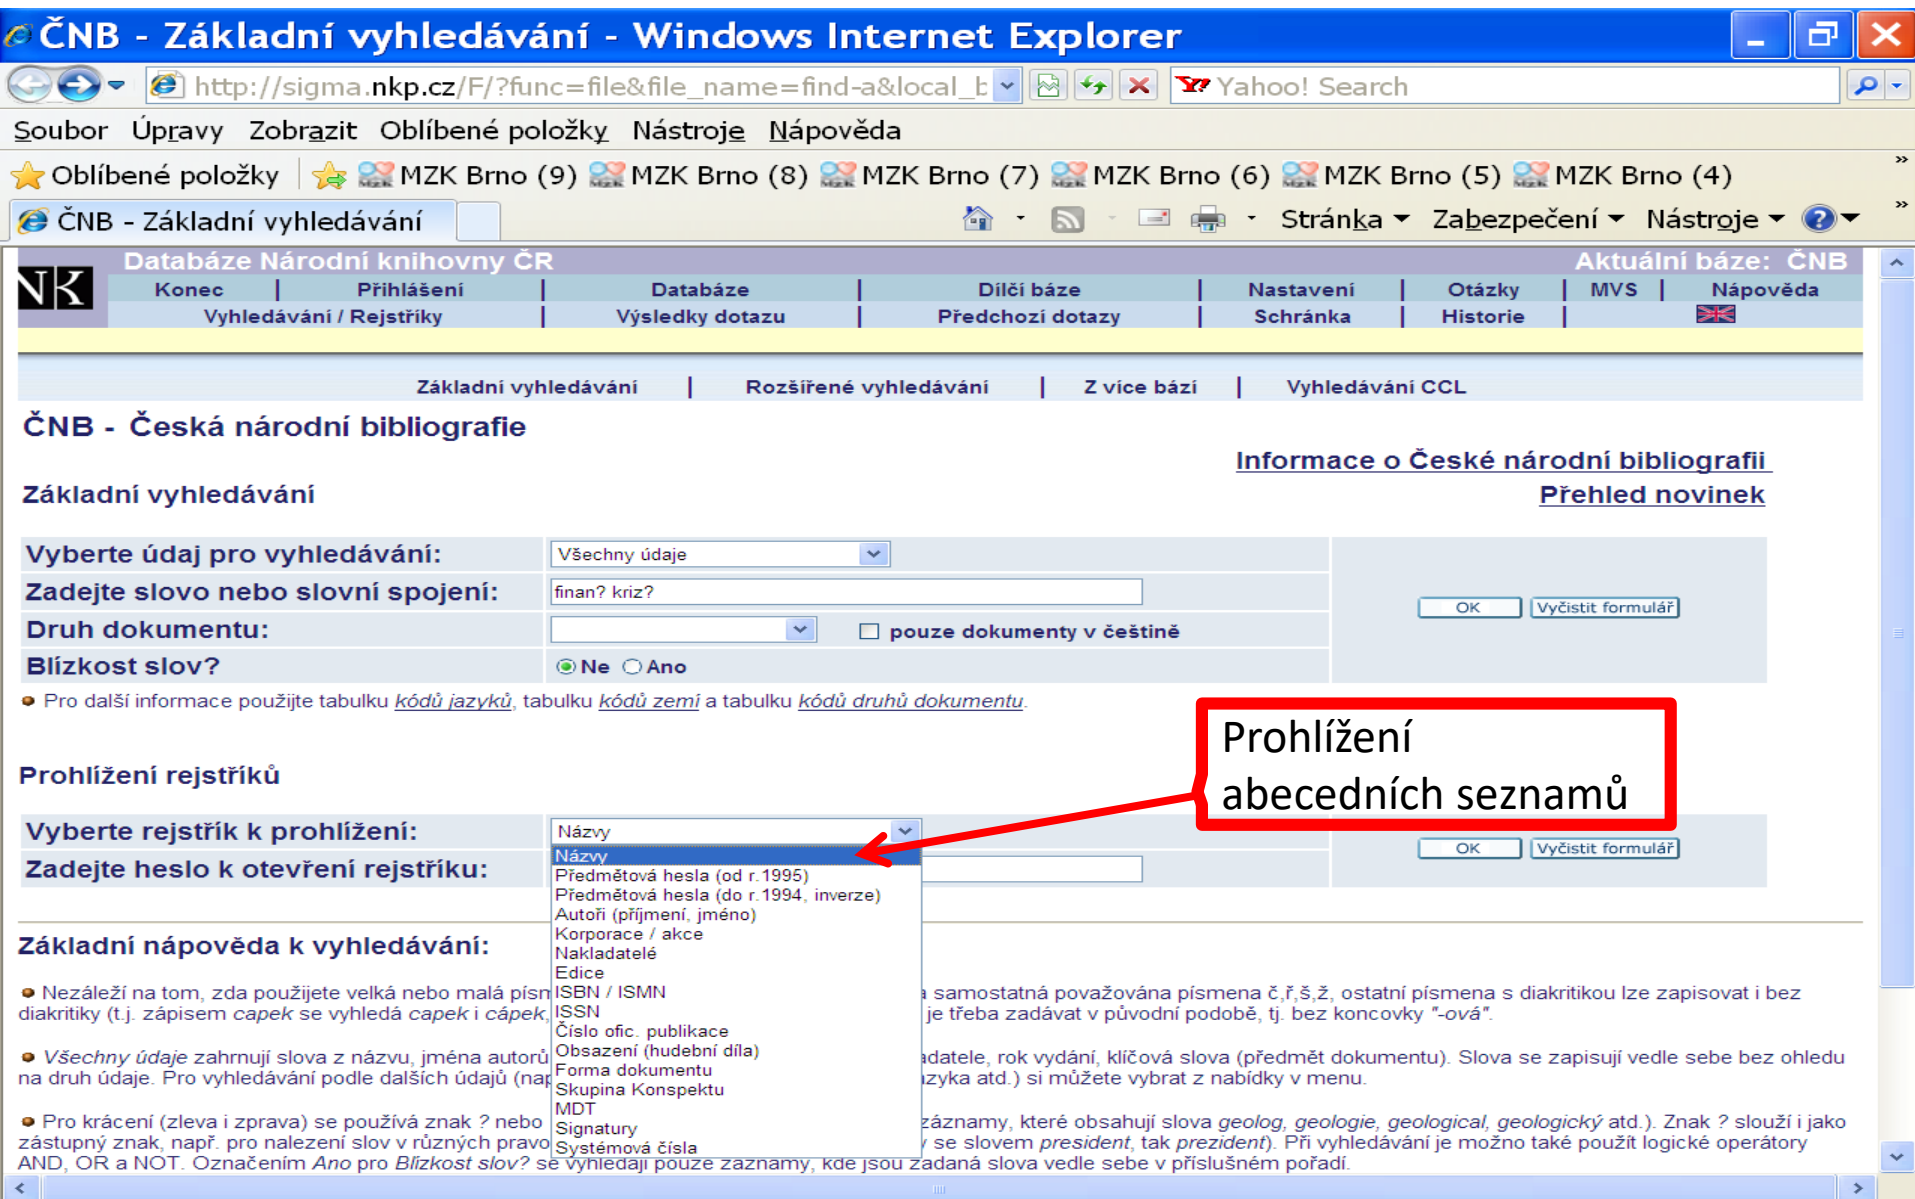 ČNB - Základní vyhledávání - Windows Internet Explorer
http://sigma.nkp.cz/F/?func=file&file_name=find-a&local_b
Yahoo! Search
Soubor Úpravy Zobrazit Oblíbené položky Nástroje Nápověda
Oblíbené položky MZK Brno (9) MZK Brno (8) MZK Brno (7) MZK Brno (6) MZK Brno (5) MZK Brno (4) »
ČNB - Základní vyhledávání Stránka Zabezpečení Nástroje »
NK
Databáze Národní knihovny ČR Aktuální báze: ČNB
Konec | Přihlášení | Databáze | Dílčí báze | Nastavení | Otázky | MVS | Nápověda
Vyhledávání / Rejstříky | Výsledky dotazu | Předchozí dotazy | Schránka | Historie |
Základní vyhledávání | Rozšířené vyhledávání | Z více bází | Vyhledávání CCL
ČNB - Česká národní bibliografie
Informace o České národní bibliografii
Základní vyhledávání
Přehled novinek
Vyberte údaj pro vyhledávání: Všechny údaje
Zadejte slovo nebo slovní spojení: finan? kriz?
OK Vyčistit formulář
Druh dokumentu: pouze dokumenty v češtině
Blízkost slov? Ne Ano
Pro další informace použijte tabulku kódů jazyků, tabulku kódů zemí a tabulku kódů druhů dokumentu.
Prohlížení
abecedních seznamů
Prohlížení rejstříků
Vyberte rejstřík k prohlížení: Názvy
OK Vyčistit formulář
Zadejte heslo k otevření rejstříku:
Názvy
Předmětová hesla (od r.1995)
Předmětová hesla (do r.1994, inverze)
Autoři (příjmení, jméno)
Korporace / akce
Nakladatelé
Edice
ISBN / ISMN
ISSN
Číslo ofic. publikace
Obsazení (hudební díla)
Forma dokumentu
Skupina Konspektu
MDT
Signatury
Systémová čísla
Základní nápověda k vyhledávání:
Nezáleží na tom, zda použijete velká nebo malá písm samostatná považována písmena č,ř,š,ž, ostatní písmena s diakritikou lze zapisovat i bez
diakritiky (t.j. zápisem capek se vyhledá capek i cápek, je třeba zadávat v původní podobě, tj. bez koncovky "-ová".
Všechny údaje zahrnují slova z názvu, jména autorů adatele, rok vydání, klíčová slova (předmět dokumentu). Slova se zapisují vedle sebe bez ohledu
na druh údaje. Pro vyhledávání podle dalších údajů (nap zyka atd.) si můžete vybrat z nabídky v menu.
Pro krácení (zleva i zprava) se používá znak ? nebo záznamy, které obsahují slova geolog, geologie, geological, geologický atd.). Znak ? slouží i jako
zástupný znak, např. pro nalezení slov v různých pravo se slovem president, tak prezident). Při vyhledávání je možno také použít logické operátory
AND, OR a NOT. Označením Ano pro Blízkost slov? se vyhledají pouze záznamy, kde jsou zadaná slova vedle sebe v příslušném pořadí.